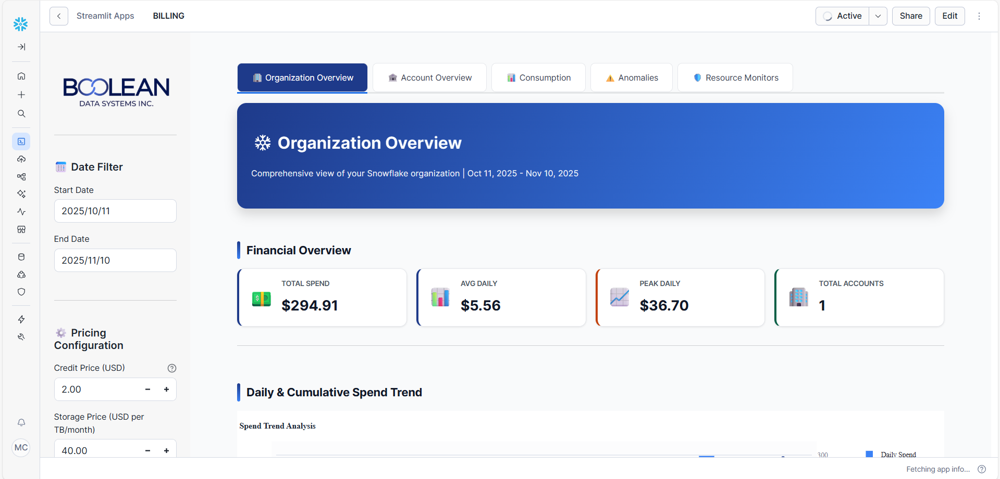 Streamlit Apps
BILLING
Active
Share
Edit
BOOLEAN
DATA SYSTEMS INC.
Date Filter
Start Date
2025/10/11
End Date
2025/11/10
Pricing
Configuration
Credit Price (USD)
2.00
Storage Price (USD per
TB/month)
40.00
MC
Organization Overview
Account Overview
Consumption
Anomalies
Resource Monitors
Organization Overview
Comprehensive view of your Snowflake organization | Oct 11, 2025 - Nov 10, 2025
Financial Overview
TOTAL SPEND
$294.91
AVG DAILY
$5.56
PEAK DAILY
$36.70
TOTAL ACCOUNTS
1
Daily & Cumulative Spend Trend
Spend Trend Analysis
300
Daily Spend
Fetching app info...